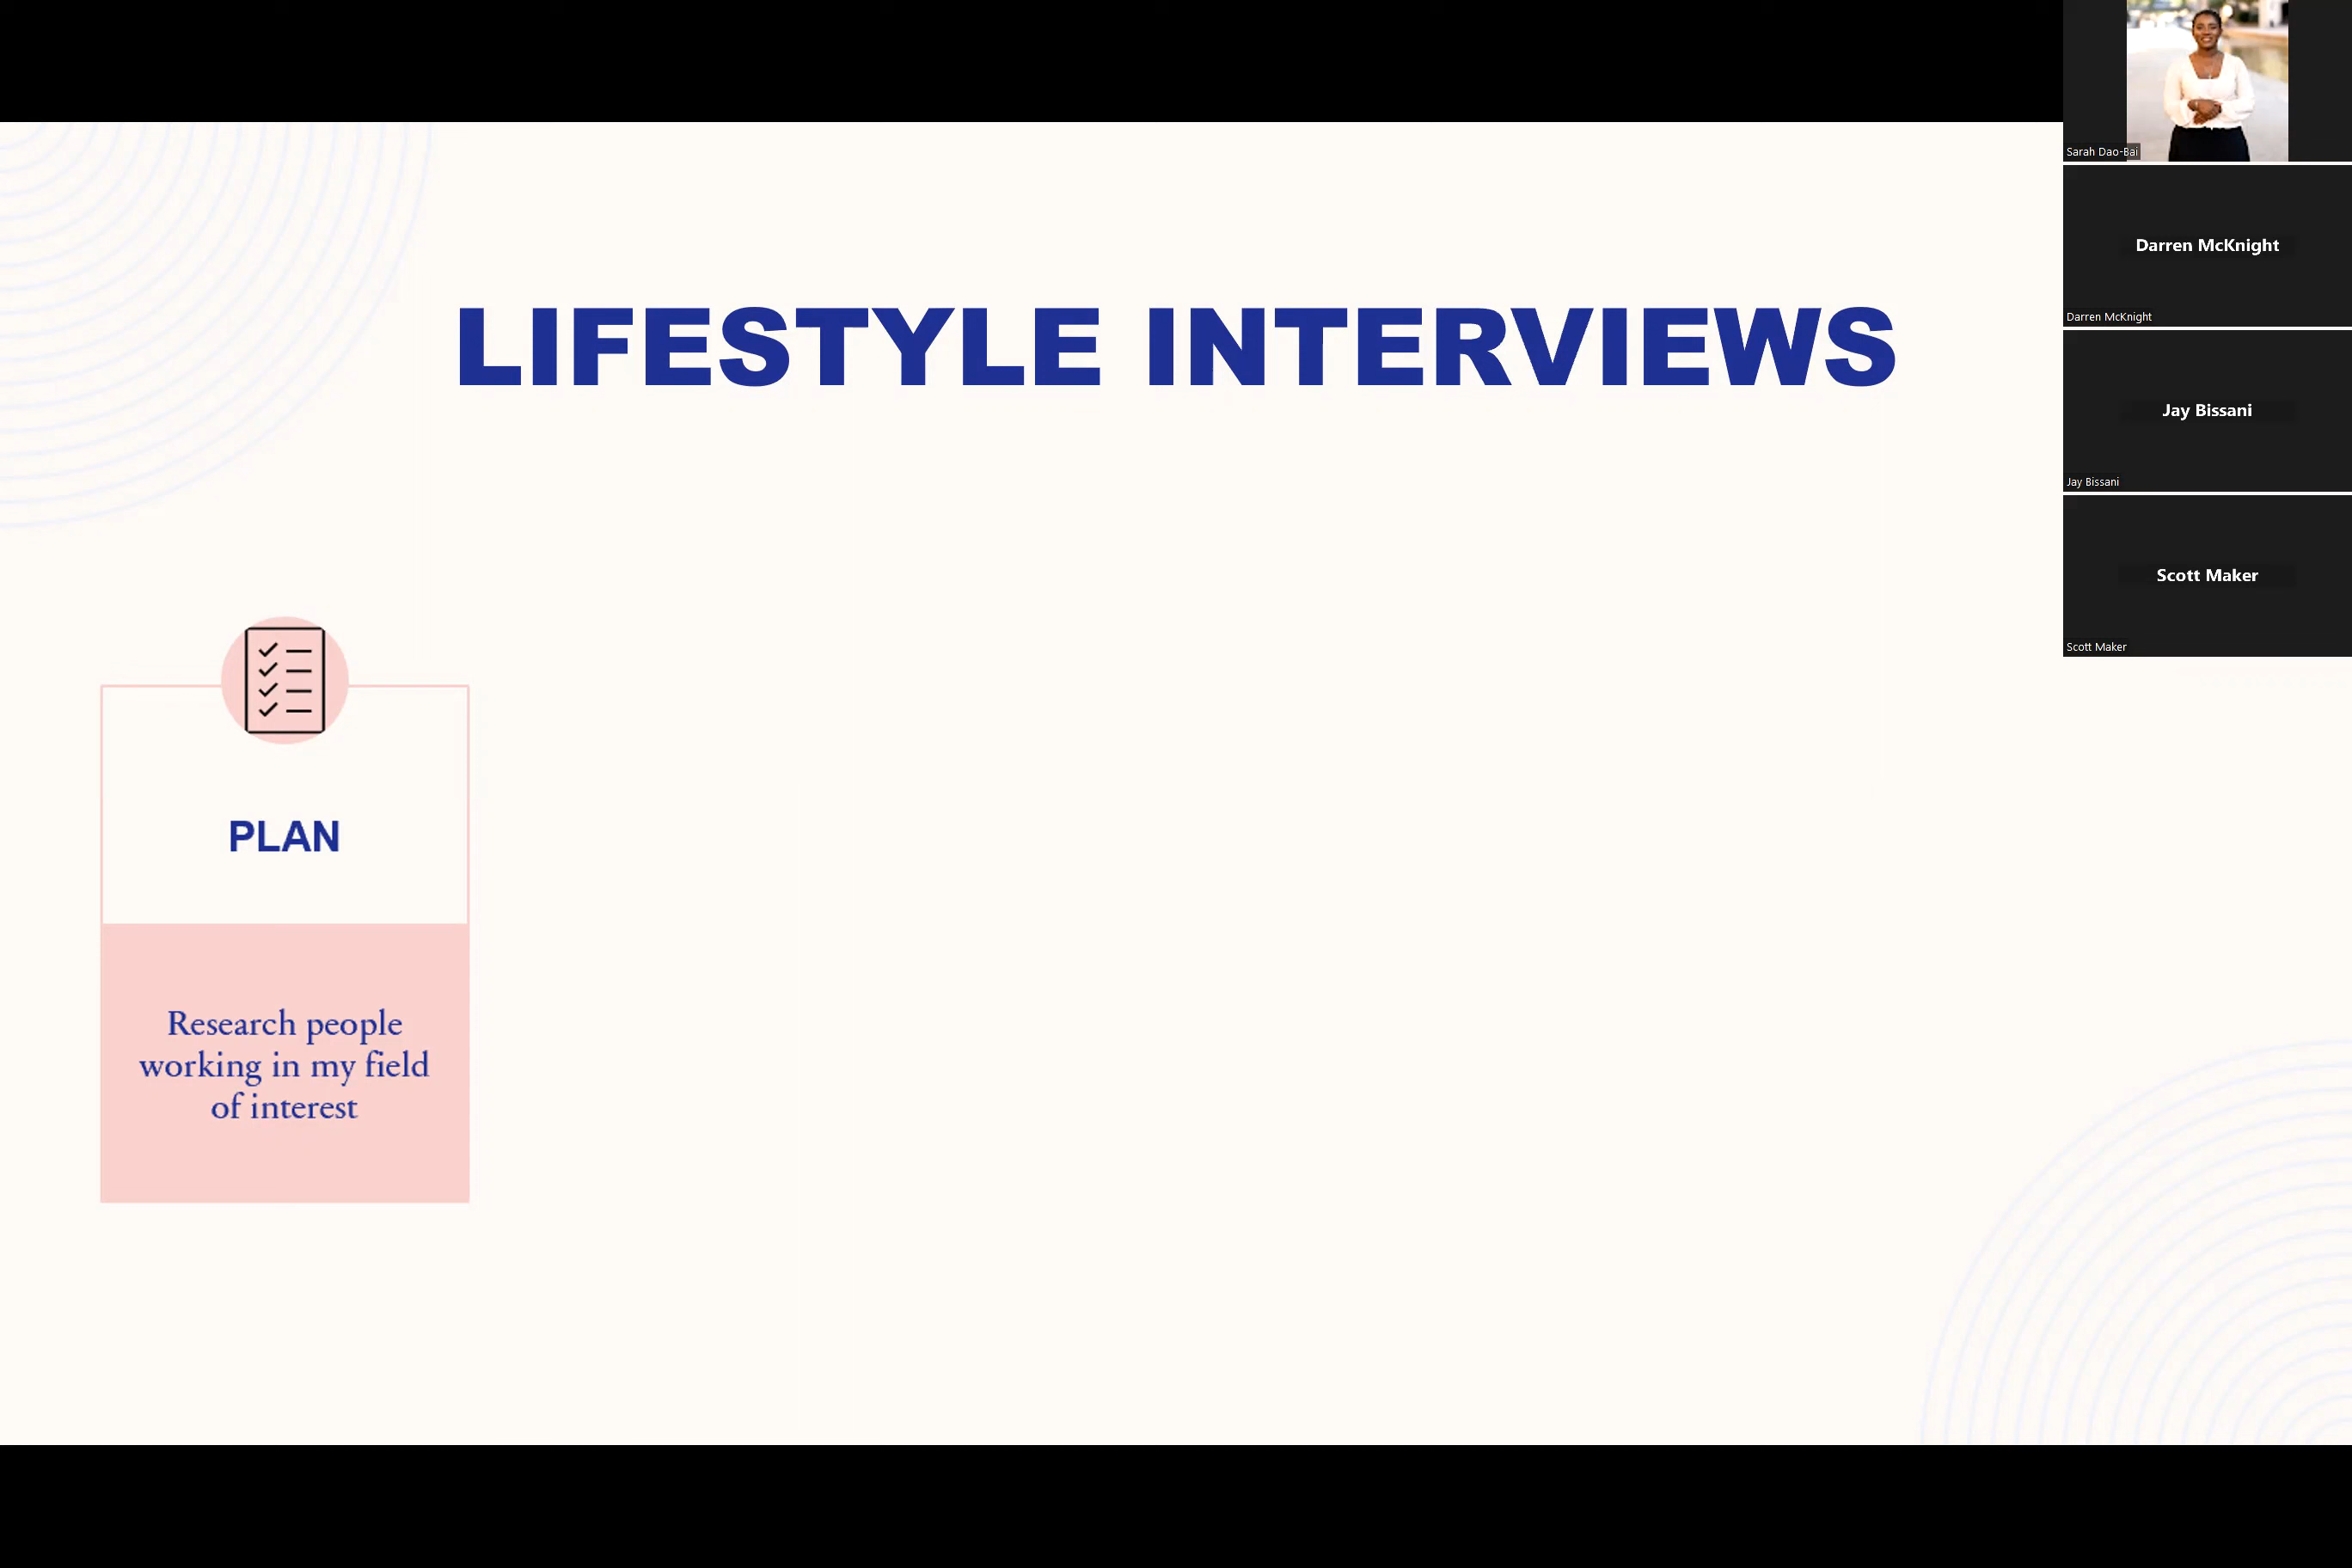 LIFESTYLE INTERVIEWS
PLAN
Research people
working in my field
of interest
Sarah Dao-Bai
Darren McKnight
Darren McKnight
Jay Bissani
Jay Bissani
Scott Maker
Scott Maker